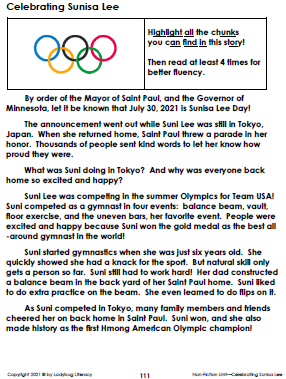 Celebrating Sunisa Lee
Highlight all the chunks
you can find in this story!
Then read at least 4 times for
better fluency.
By order of the Mayor of Saint Paul, and the Governor of
Minnesota, let it be known that July 30, 2021 is Sunisa Lee Day!
The announcement went out while Suni Lee was still in Tokyo,
Japan. When she returned home, Saint Paul threw a parade in her
honor. Thousands of people sent kind words to let her know how
proud they were.
What was Suni doing in Tokyo? And why was everyone back
home so excited and happy?
Suni Lee was competing in the summer Olympics for Team USA!
Suni competed as a gymnast in four events: balance beam, vault,
floor exercise, and the uneven bars, her favorite event. People were
excited and happy because Suni won the gold medal as the best all
-around gymnast in the world!
Suni started gymnastics when she was just six years old. She
quickly showed she had a knack for the sport. But natural skill only
gets a person so far. Suni still had to work hard! Her dad constructed
a balance beam in the back yard of her Saint Paul home. Suni liked
to do extra practice on the beam. She even learned to do flips on it.
As Suni competed in Tokyo, many family members and friends
cheered her on back home in Saint Paul. Suni won, and she also
made history as the first Hmong American Olympic champion!
Copyright 2021 © by Ladybug Literacy
111
Non-Fiction Unit—Celebrating Sunisa Lee